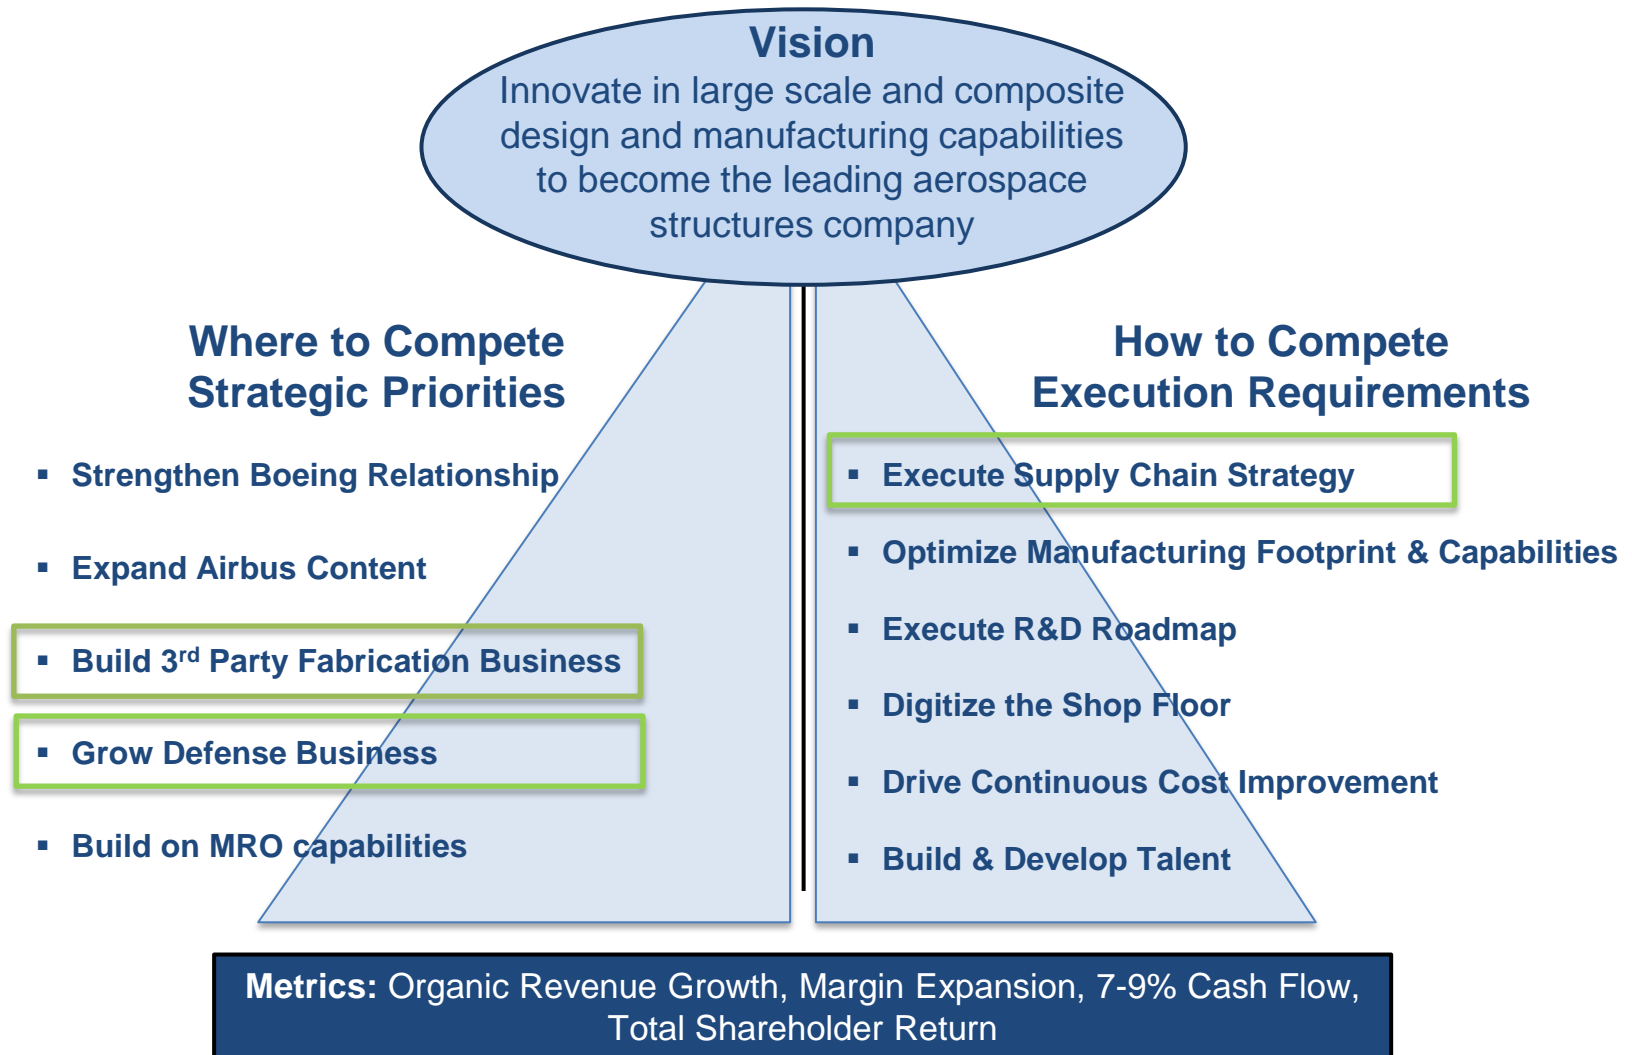 Vision
Innovate in large scale and composite
design and manufacturing capabilities
to become the leading aerospace
structures company
Where to Compete
Strategic Priorities
▪ Strengthen Boeing Relationship
▪ Expand Airbus Content
▪ Build 3rd Party Fabrication Business
▪ Grow Defense Business
▪ Build on MRO capabilities
How to Compete
Execution Requirements
▪ Execute Supply Chain Strategy
▪ Optimize Manufacturing Footprint & Capabilities
▪ Execute R&D Roadmap
▪ Digitize the Shop Floor
▪ Drive Continuous Cost Improvement
▪ Build & Develop Talent
Metrics: Organic Revenue Growth, Margin Expansion, 7-9% Cash Flow,
Total Shareholder Return